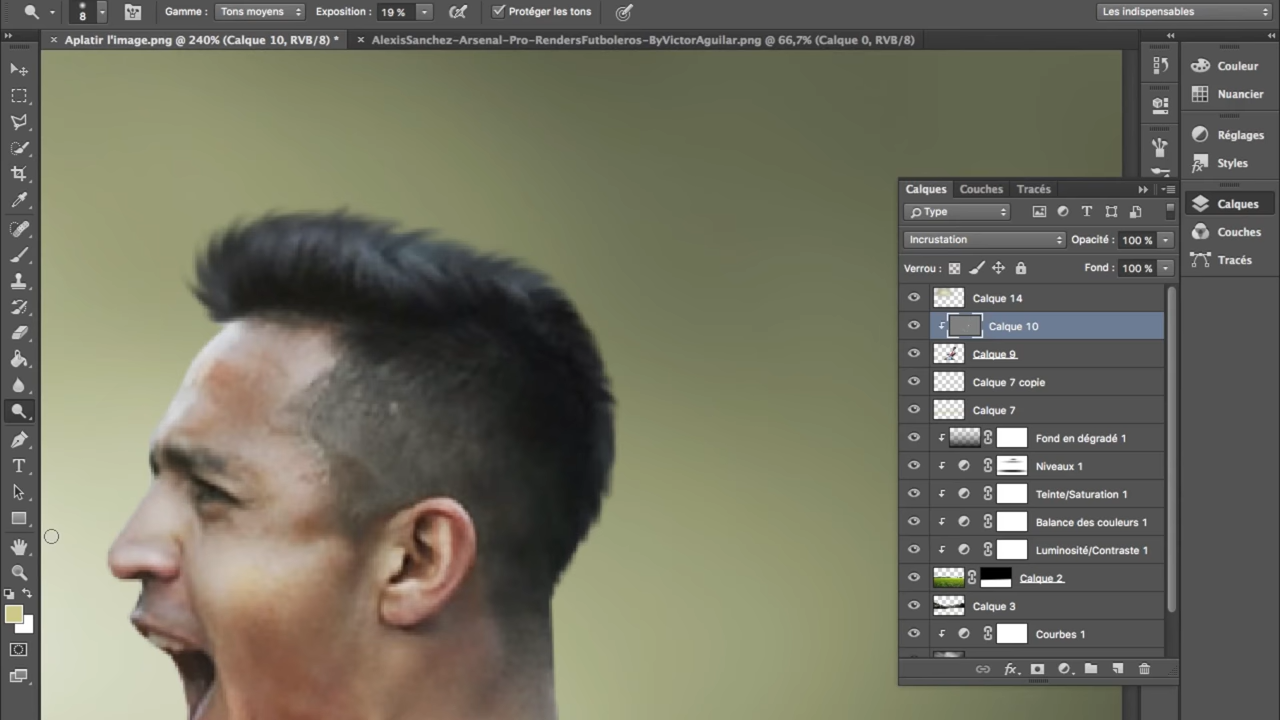 8
Gamme : Tons moyens Exposition : 19 % Protéger les tons Les indispensables
Aplatir l'image.png @ 240% (Calque 10, RVB/8) * AlexisSanchez-Arsenal-Pro-RendersFutboleros-ByVictorAguilar.png @ 66,7% (Calque 0, RVB/8)
Couleur
Nuancier
Réglages
Styles
Calques
Couches
Tracés
Calques Couches Tracés
Type
Incrustation Opacité : 100 %
Verrou : Fond : 100 %
Calque 14
Calque 10
Calque 9
Calque 7 copie
Calque 7
Fond en dégradé 1
Niveaux 1
Teinte/Saturation 1
Balance des couleurs 1
Luminosité/Contraste 1
Calque 2
Calque 3
Courbes 1
fx